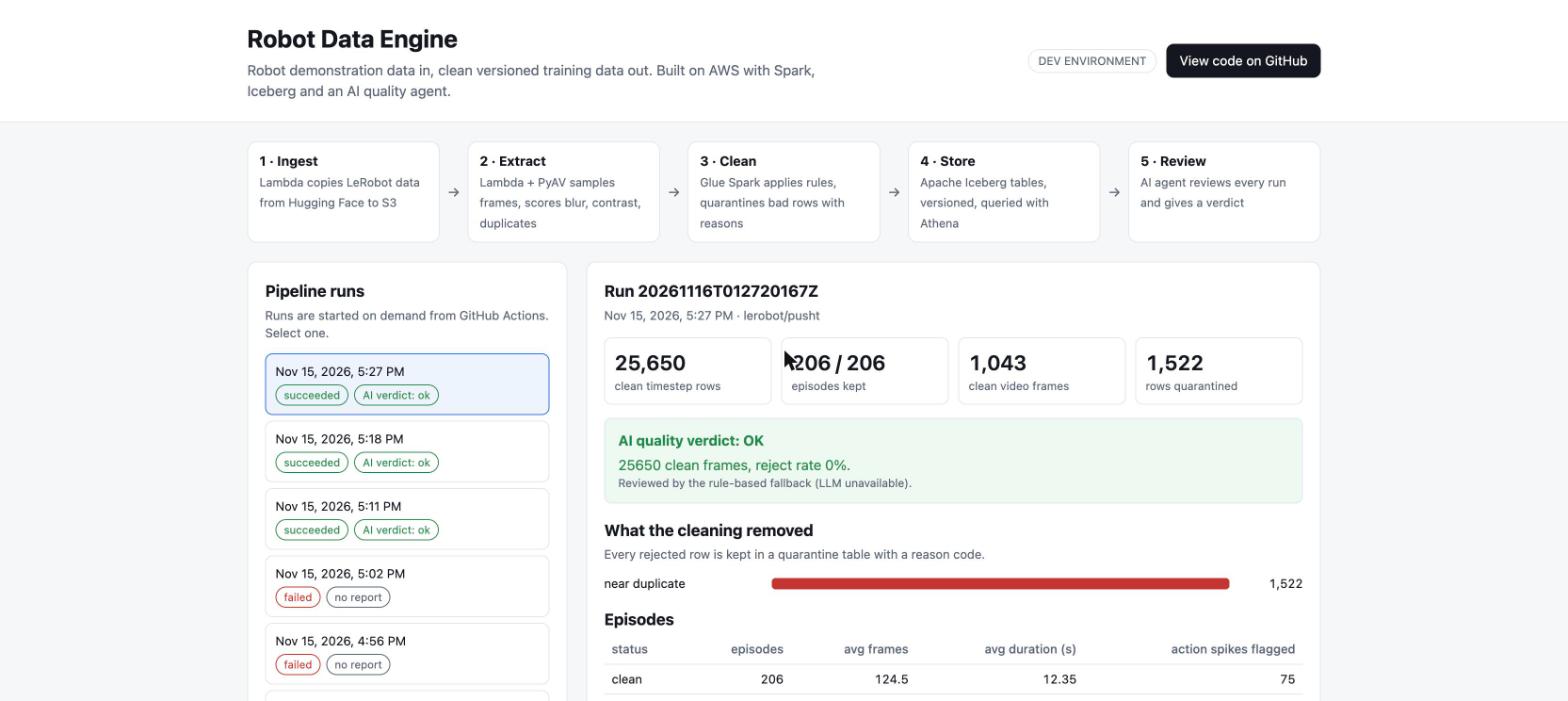 Robot Data Engine
Robot demonstration data in, clean versioned training data out. Built on AWS with Spark,
Iceberg and an AI quality agent.
DEV ENVIRONMENT
View code on GitHub
1 · Ingest
Lambda copies LeRobot data
from Hugging Face to S3
→
2 · Extract
Lambda + PyAV samples
frames, scores blur, contrast,
duplicates
→
3 · Clean
Glue Spark applies rules,
quarantines bad rows with
reasons
→
4 · Store
Apache Iceberg tables,
versioned, queried with
Athena
→
5 · Review
AI agent reviews every run
and gives a verdict
Pipeline runs
Runs are started on demand from GitHub Actions.
Select one.
Nov 15, 2026, 5:27 PM
succeeded AI verdict: ok
Nov 15, 2026, 5:18 PM
succeeded AI verdict: ok
Nov 15, 2026, 5:11 PM
succeeded AI verdict: ok
Nov 15, 2026, 5:02 PM
failed no report
Nov 15, 2026, 4:56 PM
failed no report
Run 20261116T012720167Z
Nov 15, 2026, 5:27 PM · lerobot/pusht
25,650
clean timestep rows
206 / 206
episodes kept
1,043
clean video frames
1,522
rows quarantined
AI quality verdict: OK
25650 clean frames, reject rate 0%.
Reviewed by the rule-based fallback (LLM unavailable).
What the cleaning removed
Every rejected row is kept in a quarantine table with a reason code.
near duplicate 1,522
Episodes
status episodes avg frames avg duration (s) action spikes flagged
clean 206 124.5 12.35 75